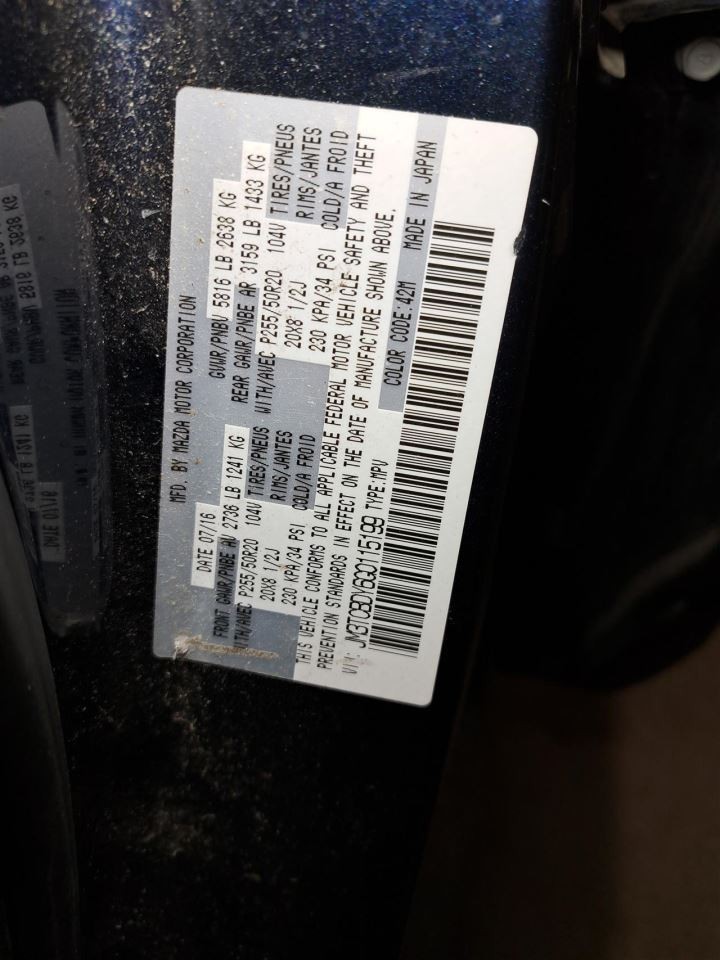 MFD. BY MAZDA MOTOR CORPORATION
DATE 07/16 GVWR/PNBV 5816 LB 2638 KG
FRONT GAWR/PNBE AV 2736 LB 1241 KG REAR GAWR/PNBE AR 3159 LB 1433 KG
WITH/AVEC P255/50R20 104V TIRES/PNEUS WITH/AVEC P255/50R20 104V TIRES/PNEUS
20X8 1/2J RIMS/JANTES 20X8 1/2J RIMS/JANTES
230 KPA/34 PSI COLD/A FROID 230 KPA/34 PSI COLD/A FROID
THIS VEHICLE CONFORMS TO ALL APPLICABLE FEDERAL MOTOR VEHICLE SAFETY AND THEFT
PREVENTION STANDARDS IN EFFECT ON THE DATE OF MANUFACTURE SHOWN ABOVE.
VIN: JM3TCBDY6G0115199 TYPE:MPV COLOR CODE:42M MADE IN JAPAN